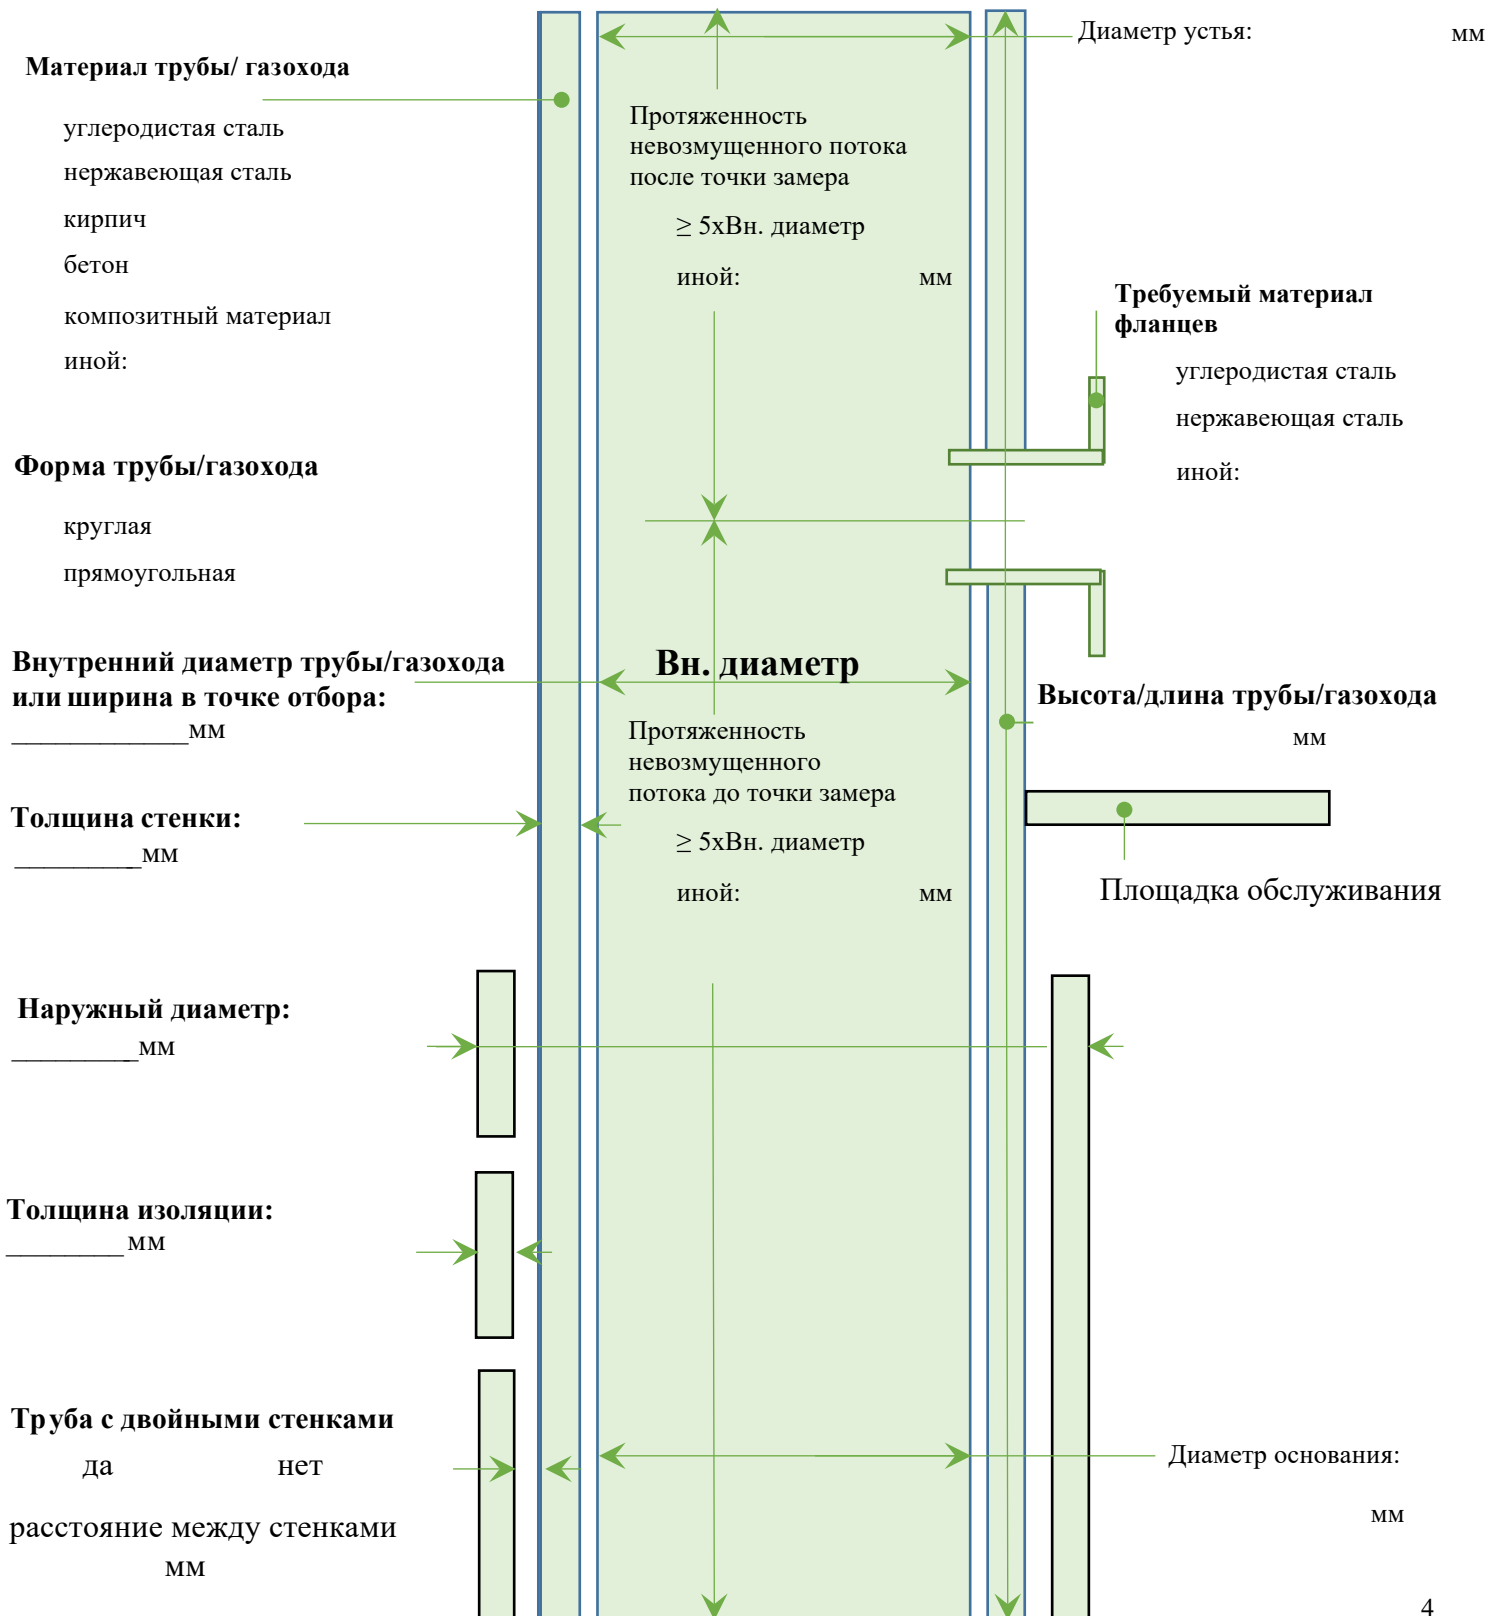 Диаметр устья: мм
Материал трубы/ газохода
углеродистая сталь
нержавеющая сталь
кирпич
бетон
композитный материал
иной:
Протяженность
невозмущенного потока
после точки замера
≥ 5хВн. диаметр
иной: мм
Требуемый материал
фланцев
углеродистая сталь
нержавеющая сталь
иной:
Форма трубы/газохода
круглая
прямоугольная
Внутренний диаметр трубы/газохода
или ширина в точке отбора:
____________мм
Вн. диаметр
Высота/длина трубы/газохода
мм
Протяженность
невозмущенного
потока до точки замера
≥ 5хВн. диаметр
иной: мм
Толщина стенки:
_________мм
Площадка обслуживания
Наружный диаметр:
_________мм
Толщина изоляции:
________мм
Труба с двойными стенками
да нет
расстояние между стенками
мм
Диаметр основания:
мм
4